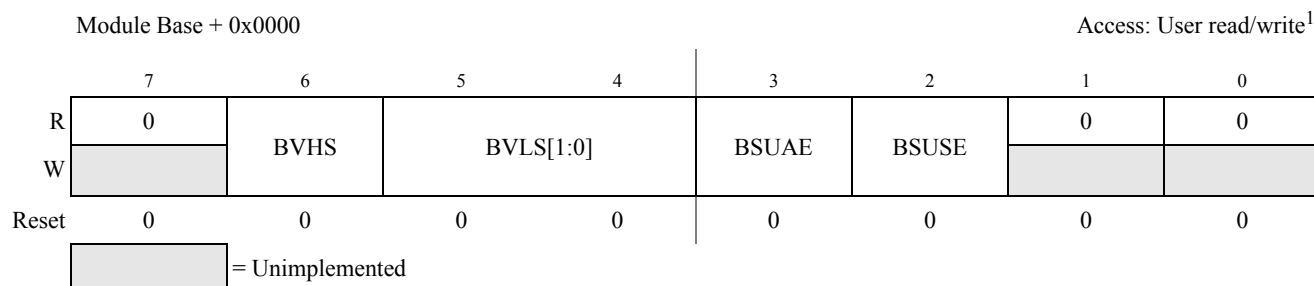 Module Base + 0x0000 Access: User read/write1
7 6 5 4 3 2 1 0
R 0 BVHS BVLS[1:0] BSUAE BSUSE 0 0
W
Reset 0 0 0 0 0 0 0 0
= Unimplemented